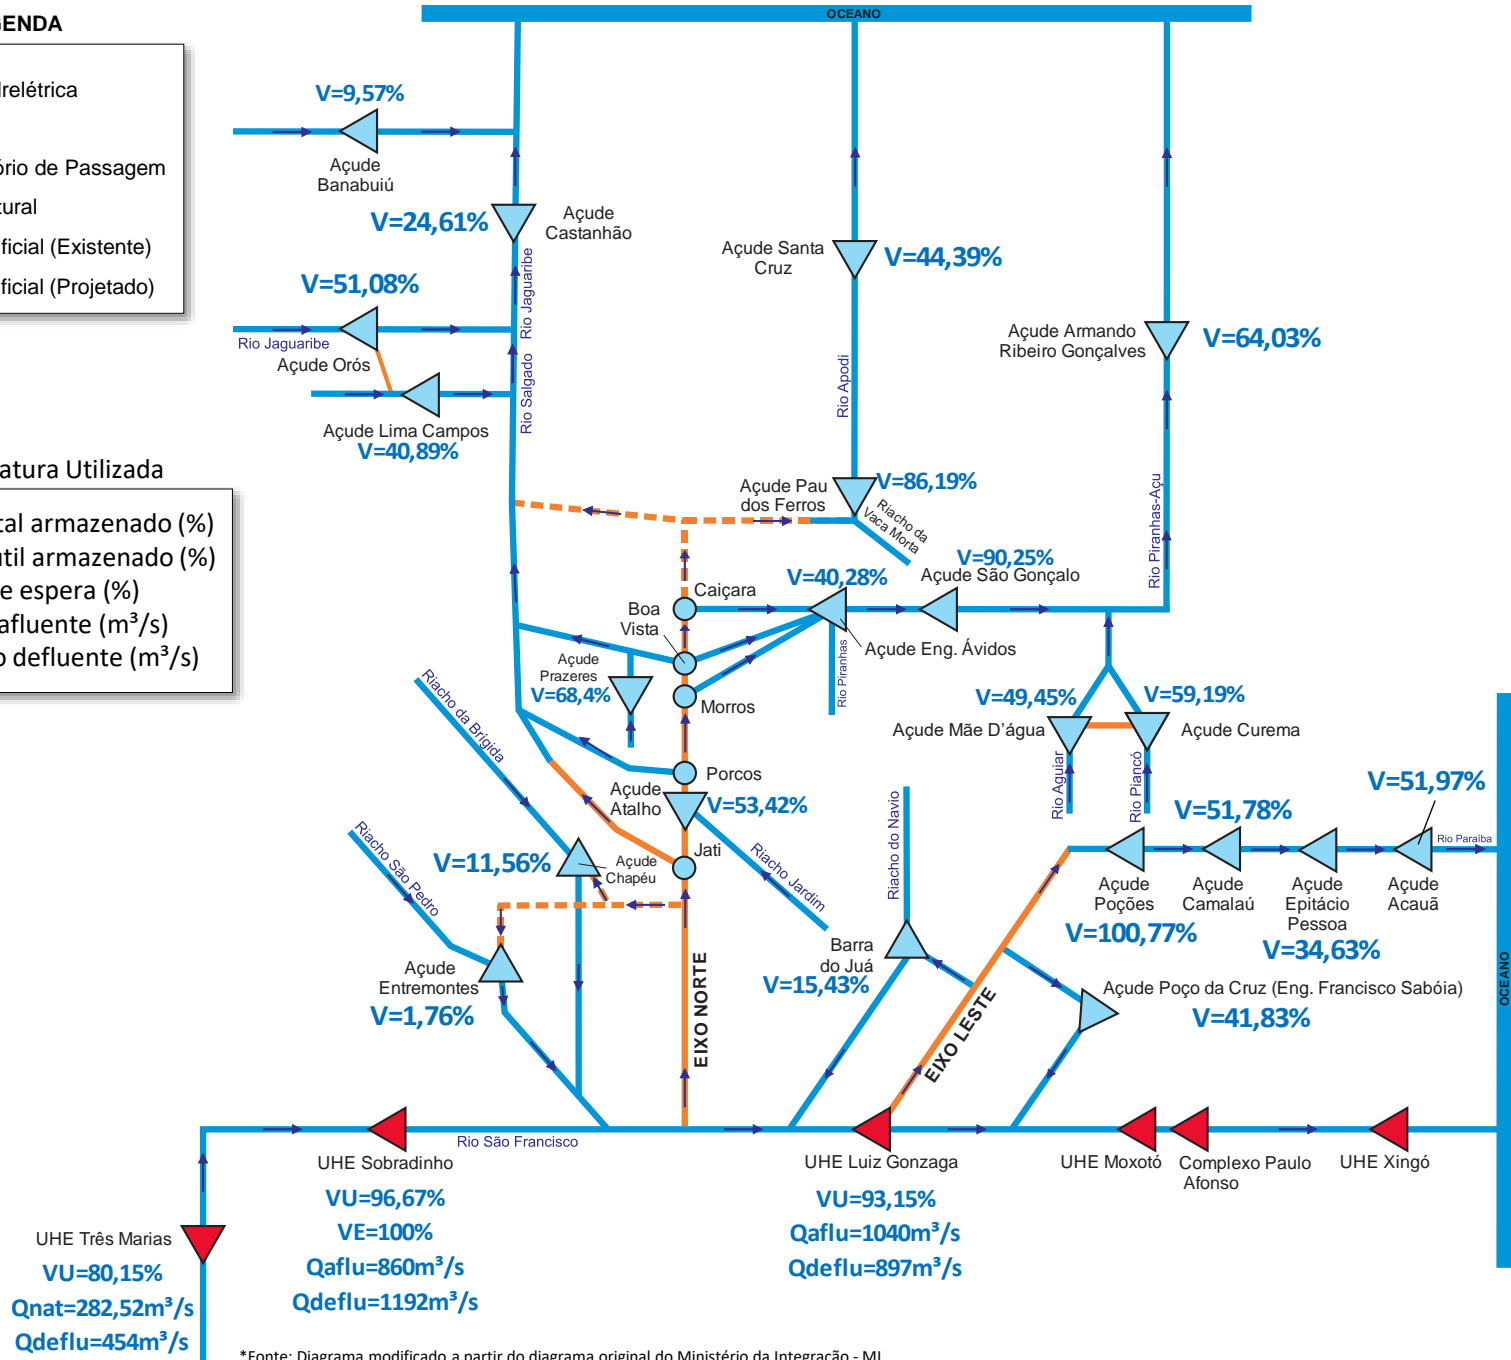 OCEANO
GENDA
drelétrica
ório de Passagem
tural
ificial (Existente)
ificial (Projetado)
V=9,57%
Açude
Banabuiú
V=24,61%
Açude
Castanhão
V=51,08%
Rio Jaguaribe
Açude Orós
Rio Jaguaribe
Rio Salgado
Açude Lima Campos
V=40,89%
Açude Santa
Cruz
V=44,39%
Rio Apodi
Açude Armando
Ribeiro Gonçalves
V=64,03%
Rio Piranhas-Açu
atura Utilizada
tal armazenado (%)
útil armazenado (%)
e espera (%)
afluente (m³/s)
o defluente (m³/s)
Açude Pau
dos Ferros
V=86,19%
Riacho da
Vaca Morta
V=90,25%
Açude São Gonçalo
V=40,28%
Açude Eng. Ávidos
Rio Piranhas
Caiçara
Boa
Vista
Morros
Açude
Prazeres
V=68,4%
Porcos
Açude
Atalho
V=53,42%
Jati
Riacho Jardim
Riacho da Brigida
V=11,56%
Açude
Chapéu
Riacho São Pedro
Açude
Entremontes
V=1,76%
EIXO NORTE
V=49,45%
Açude Mãe D'água
Rio Aguiar
V=59,19%
Açude Curema
Rio Piancó
V=51,97%
V=51,78%
Rio Paraiba
Açude
Poções
V=100,77%
Açude
Camalaú
Açude
Epitácio
Pessoa
V=34,63%
Açude
Acauã
Riacho do Navio
Barra
do Juá
V=15,43%
EIXO LESTE
Açude Poço da Cruz (Eng. Francisco Sabóia)
V=41,83%
OCEANO
Rio São Francisco
UHE Sobradinho
VU=96,67%
VE=100%
Qaflu=860m³/s
Qdeflu=1192m³/s
UHE Luiz Gonzaga
VU=93,15%
Qaflu=1040m³/s
Qdeflu=897m³/s
UHE Moxotó
Complexo Paulo
Afonso
UHE Xingó
UHE Três Marias
VU=80,15%
Qnat=282,52m³/s
Qdeflu=454m³/s
*Fonte: Diagrama modificado a partir do diagrama original do Ministério da Integração - MI